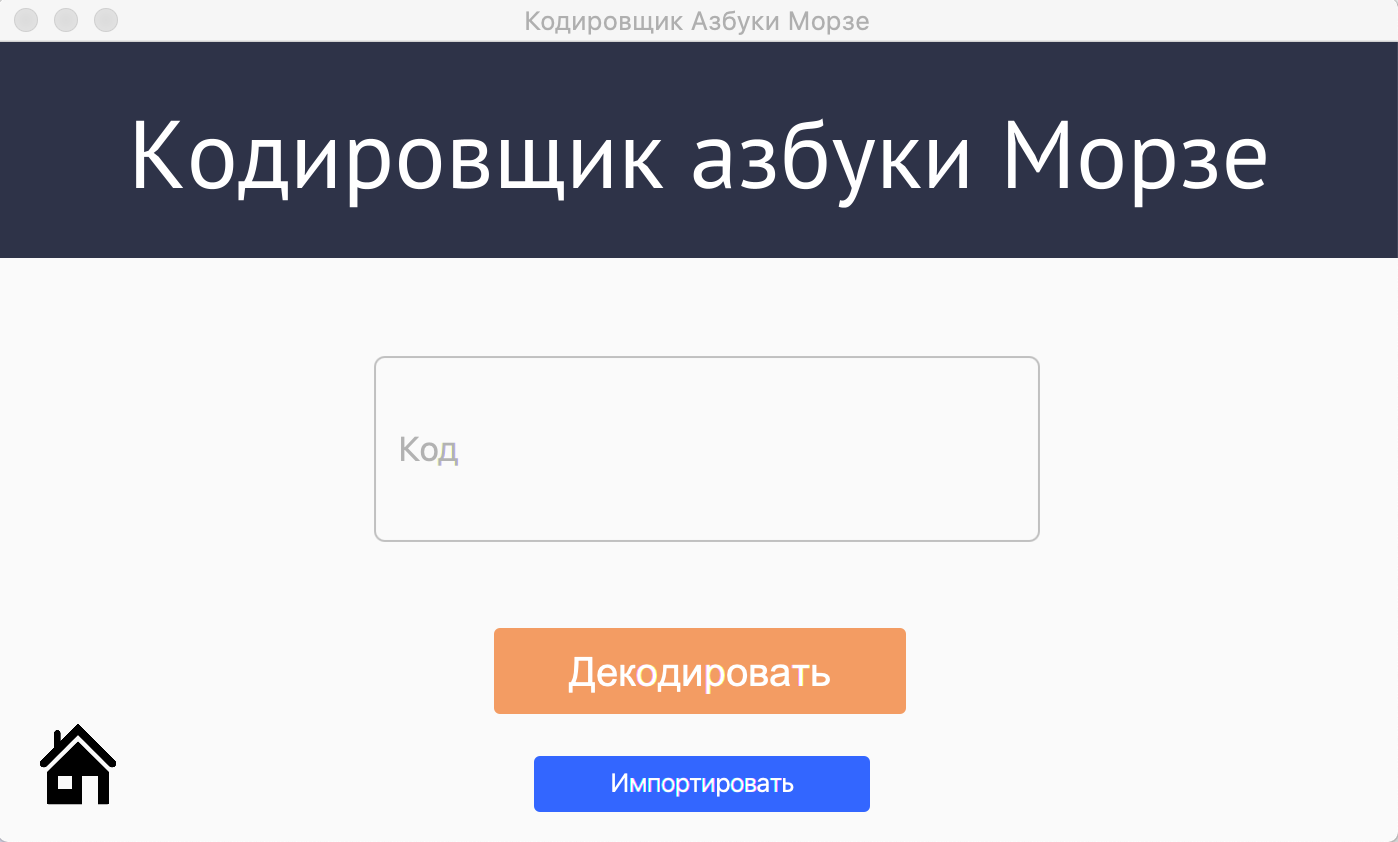 Кодировщик Азбуки Морзе
Кодировщик азбуки Морзе
Код
Декодировать
Импортировать